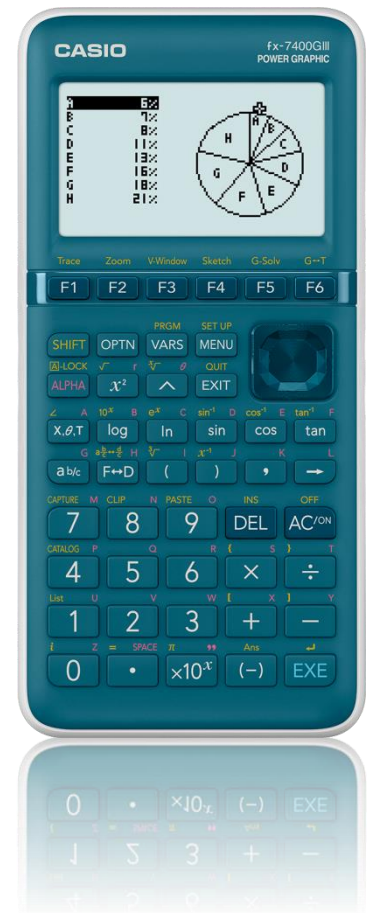 CASIO fx-7400GIII
POWER GRAPHIC
A 6%
B 7%
C 8%
D 11%
E 13%
F 16%
G 18%
H 21%
A B C D E F G H
Trace Zoom V-Window Sketch G-Solv G↔T
F1 F2 F3 F4 F5 F6
PRGM SET UP
SHIFT OPTN VARS MENU
A-LOCK √ r ∛ θ QUIT
ALPHA x² ^ EXIT
∠ A 10ˣ B eˣ C sin⁻¹ D cos⁻¹ E tan⁻¹ F
X,θ,T log ln sin cos tan
G a b/c↔d/c H ∛ I x⁻¹ J K L
a b/c F↔D ( ) , →
CAPTURE M CLIP N PASTE O INS OFF
7 8 9 DEL AC/ON
CATALOG P Q R { S } T
4 5 6 × ÷
List U V W [ X ] Y
1 2 3 + −
i Z = SPACE π " Ans ↵
0 • ×10ˣ (−) EXE